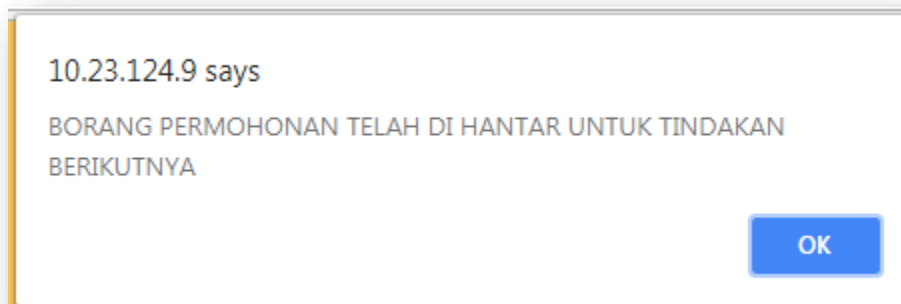 10.23.124.9 says
BORANG PERMOHONAN TELAH DI HANTAR UNTUK TINDAKAN
BERIKUTNYA
OK